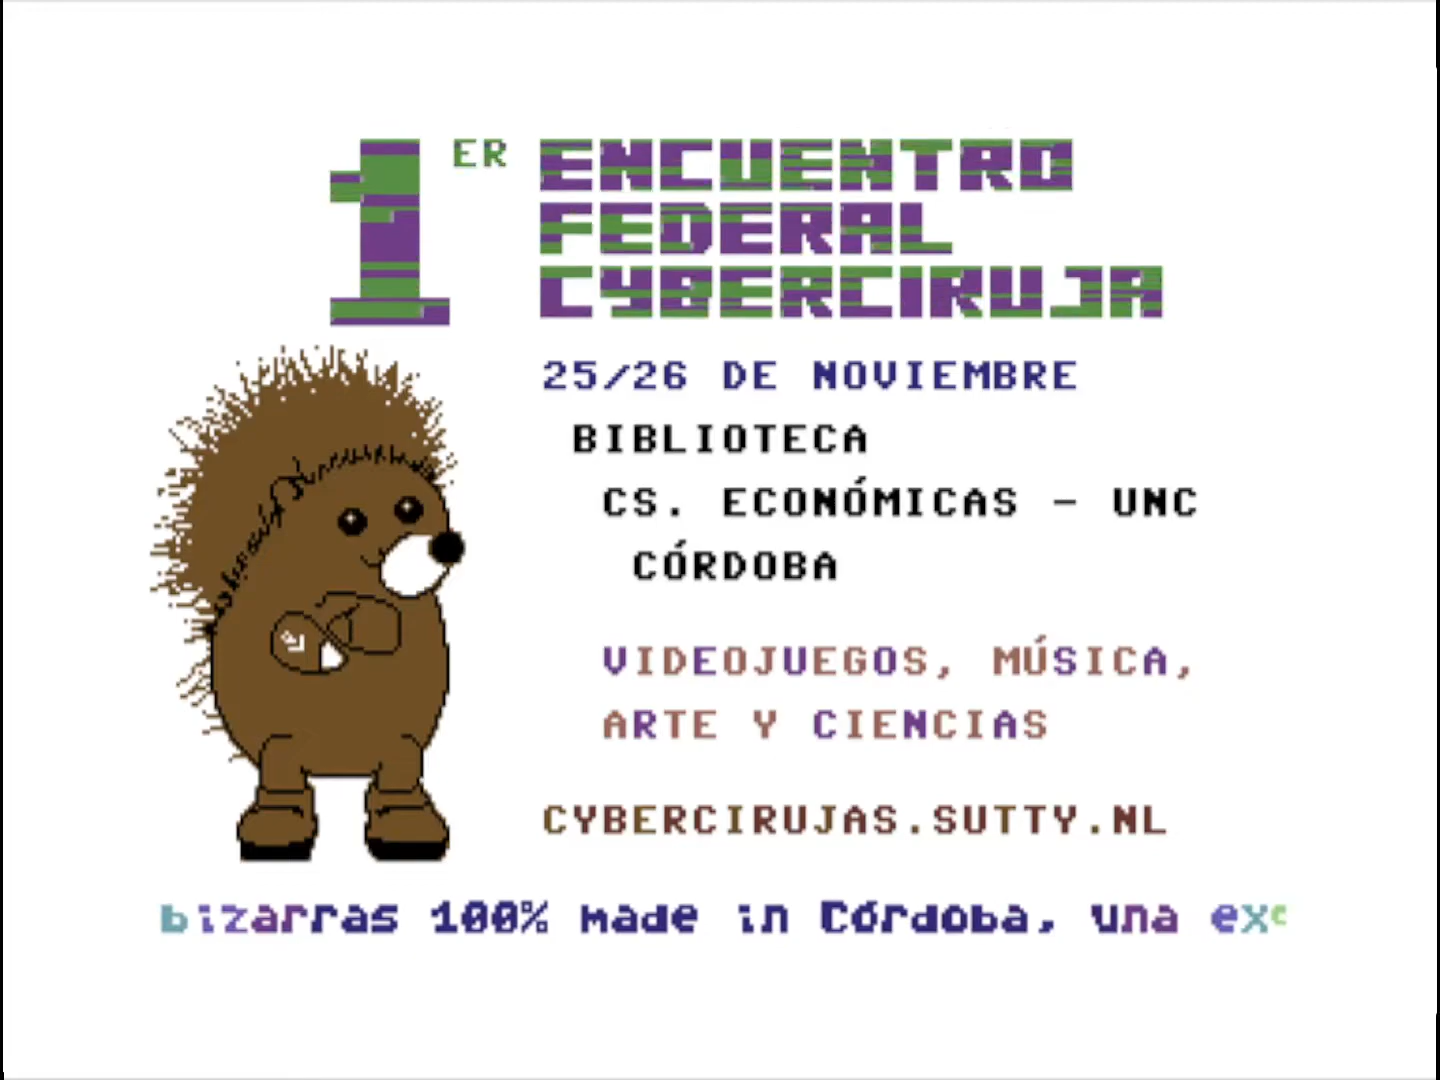 1ER ENCUENTRO
FEDERAL
CYBERCIRUJA
25/26 DE NOVIEMBRE
BIBLIOTECA
CS. ECONÓMICAS - UNC
CÓRDOBA
VIDEOJUEGOS, MÚSICA,
ARTE Y CIENCIAS
CYBERCIRUJAS.SUTTY.NL
bizarras 100% made in Córdoba, una exc